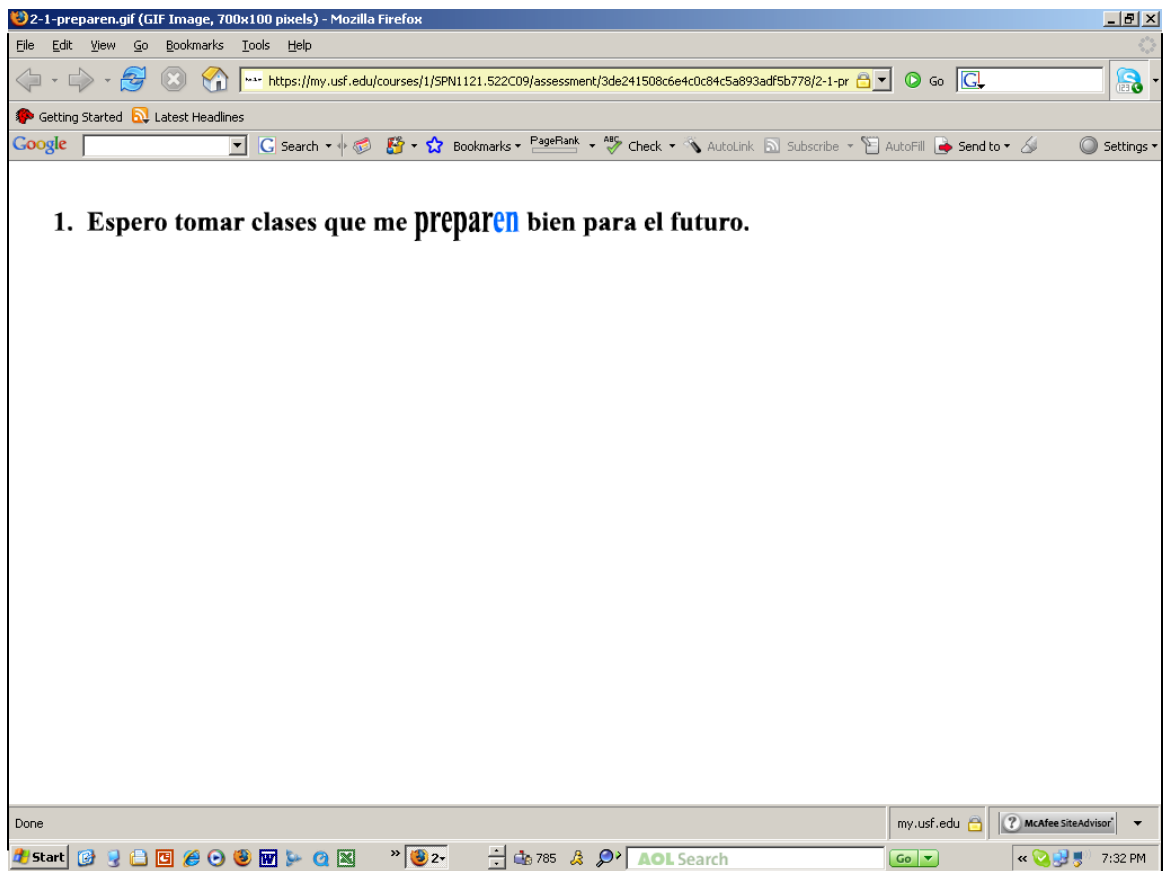 2-1-preparen.gif (GIF Image, 700x100 pixels) - Mozilla Firefox
File Edit View Go Bookmarks Tools Help
https://my.usf.edu/courses/1/SPN1121.522C09/assessment/3de241508c6e4c0c84c5a893adf5b778/2-1-pr Go G
Getting Started Latest Headlines
Google G Search Bookmarks PageRank ABC Check AutoLink Subscribe AutoFill Send to Settings
1. Espero tomar clases que me preparen bien para el futuro.
Done my.usf.edu ? McAfee SiteAdvisor
Start » 2- 785 AOL Search Go « 7:32 PM